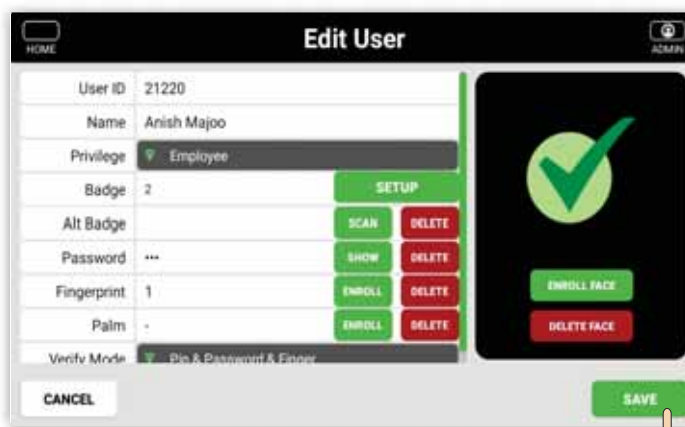 HOME
Edit User
ADMIN
User ID 21220
Name Anish Majoo
Privilege Employee
Badge 2 SETUP
Alt Badge SCAN DELETE
Password ••• SHOW DELETE
Fingerprint 1 ENROLL DELETE
Palm - ENROLL DELETE
Verify Mode Pin & Password & Finger
ENROLL FACE
DELETE FACE
CANCEL
SAVE